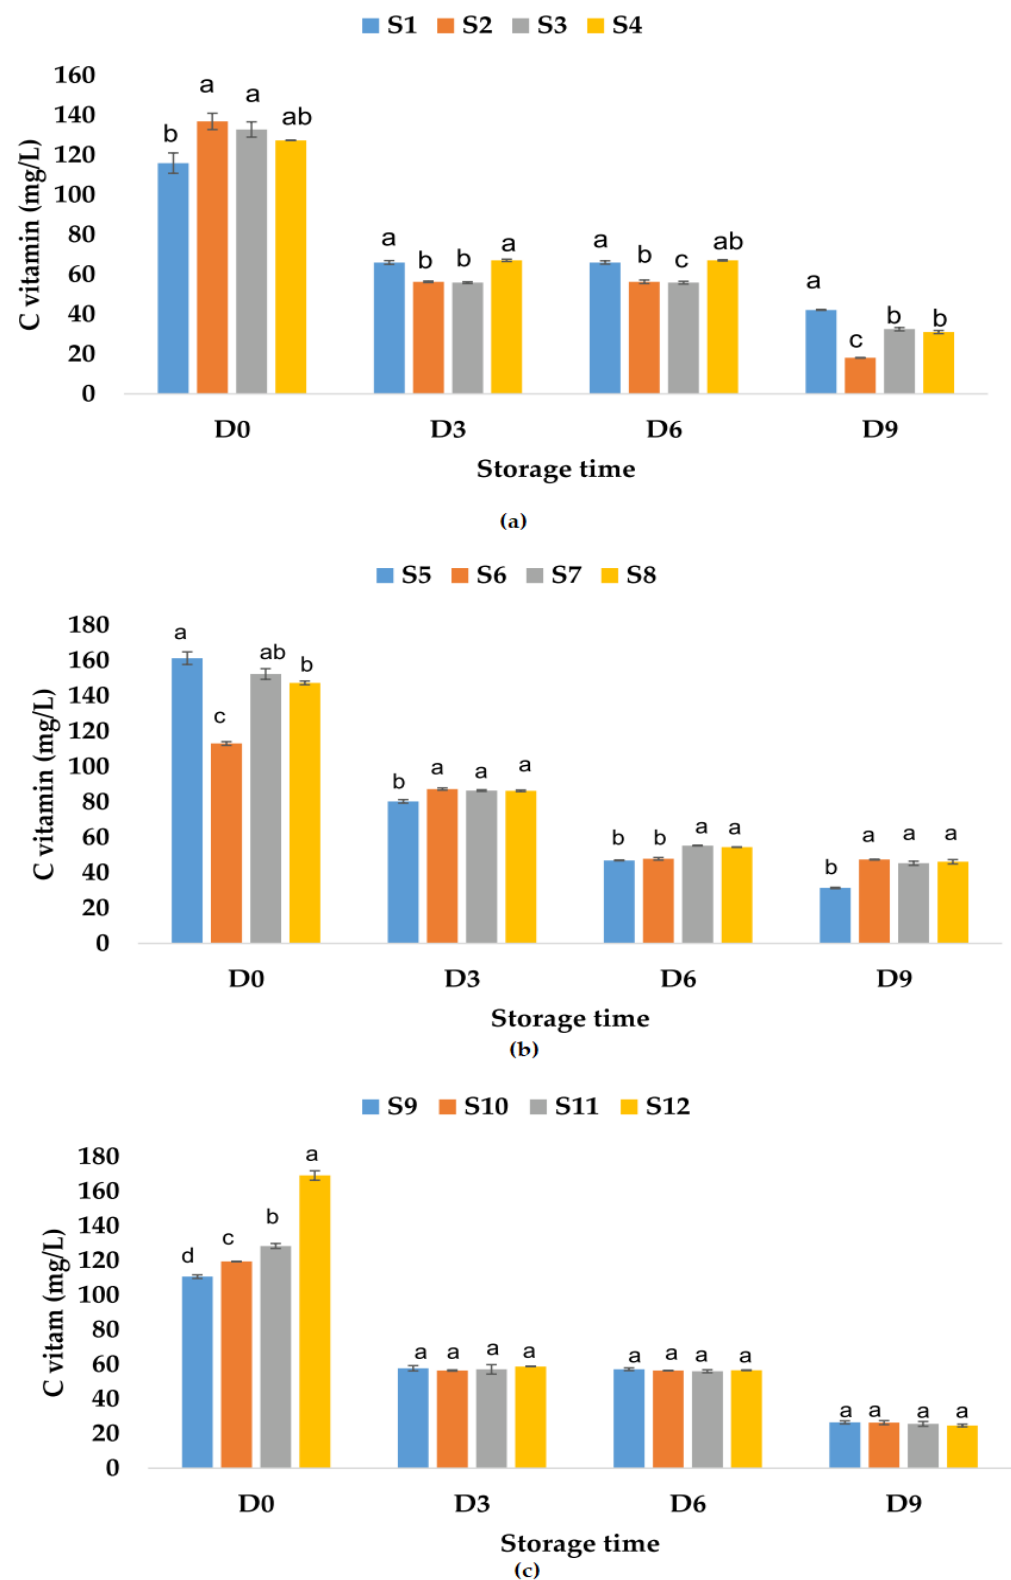 S1 S2 S3 S4
160
140
120
100
80
60
40
20
0
C vitamin (mg/L)
b a a ab
a b b a
a b c ab
a c b b
D0 D3 D6 D9
Storage time
(a)
S5 S6 S7 S8
180
160
140
120
100
80
60
40
20
0
C vitamin (mg/L)
a c ab b
b a a a
b b a a
b a a a
D0 D3 D6 D9
Storage time
(b)
S9 S10 S11 S12
180
160
140
120
100
80
60
40
20
0
C vitam (mg/L)
d c b a
a a a a
a a a a
a a a a
D0 D3 D6 D9
Storage time
(c)